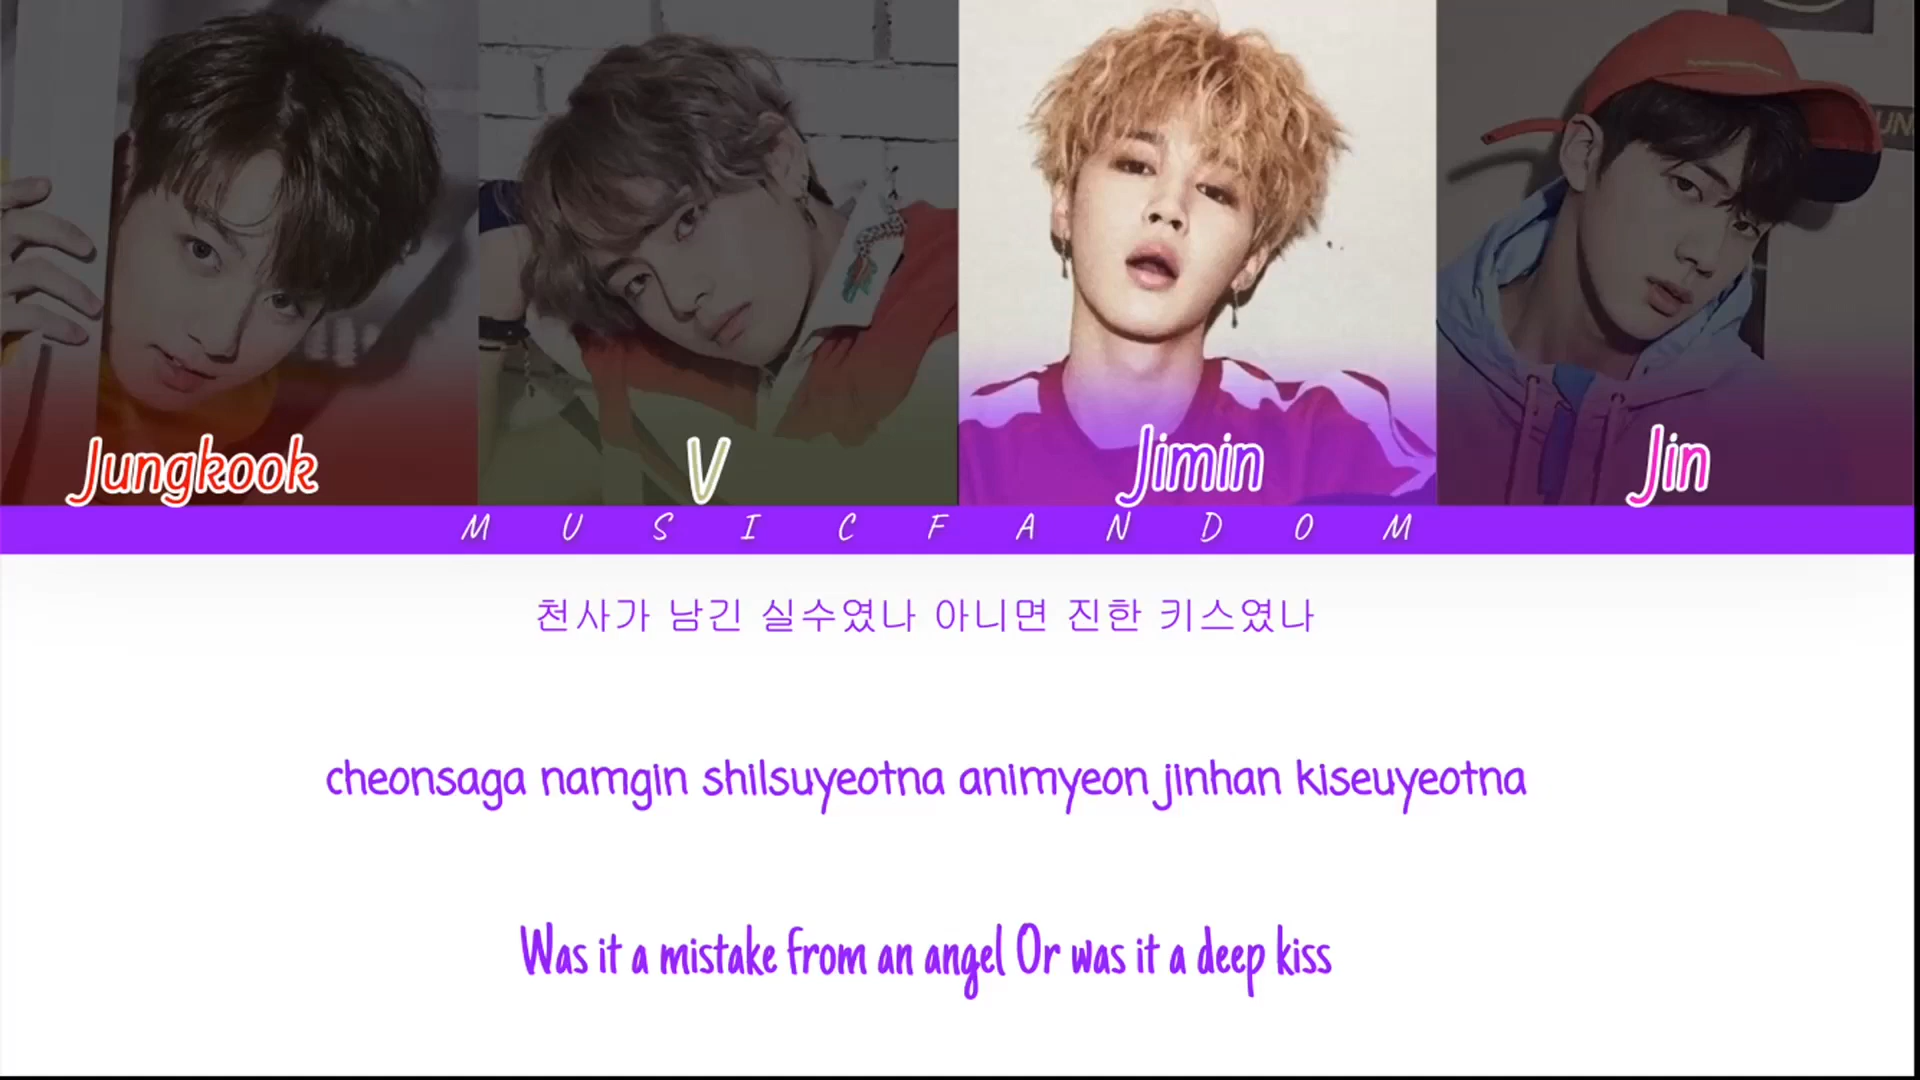 UN
Jungkook
V
Jimin
Jin
M U S I C F A N D O M
천사가 남긴 실수였나 아니면 진한 키스였나
cheonsaga namgin shilsuyeotna animyeon jinhan kiseuyeotna
Was it a mistake from an angel Or was it a deep kiss